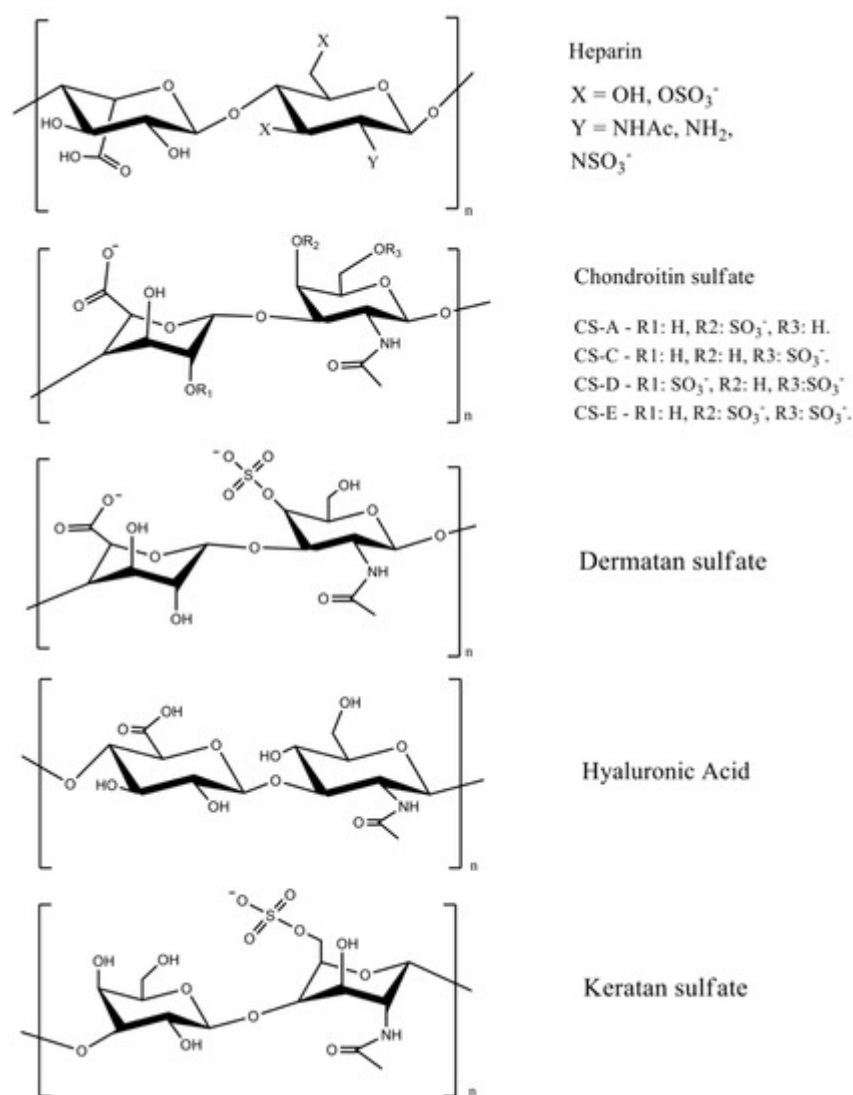 X
O
O
O
HO
X
OH
HO
O
Y
n
Heparin
X = OH, OSO₃⁻
Y = NHAc, NH₂,
NSO₃⁻
OR₂
OR₃
O⁻
O
OH
O
O
O
O
NH
O
OR₁
n
Chondroitin sulfate
CS-A - R1: H, R2: SO₃⁻, R3: H.
CS-C - R1: H, R2: H, R3: SO₃⁻.
CS-D - R1: SO₃⁻, R2: H, R3:SO₃⁻
CS-E - R1: H, R2: SO₃⁻, R3: SO₃⁻.
⁻O
O
S
O
O
OH
O⁻
O
OH
O
O
O
O
NH
O
OH
n
Dermatan sulfate
OH
OH
O
O
HO
O
O
HO
OH
O
NH
O
n
Hyaluronic Acid
⁻O
O
S
O
O
OH
OH
OH
O
O
O
O
OH
NH
O
n
Keratan sulfate